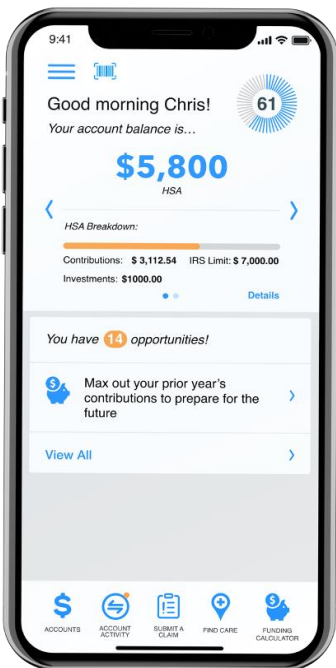 9:41
Good morning Chris!
61
Your account balance is...
$5,800
HSA
HSA Breakdown:
Contributions: $ 3,112.54 IRS Limit: $ 7,000.00
Investments: $1000.00
Details
You have 14 opportunities!
Max out your prior year's
contributions to prepare for the
future
View All
ACCOUNTS
ACCOUNT
ACTIVITY
SUBMIT A
CLAIM
FIND CARE
FUNDING
CALCULATOR